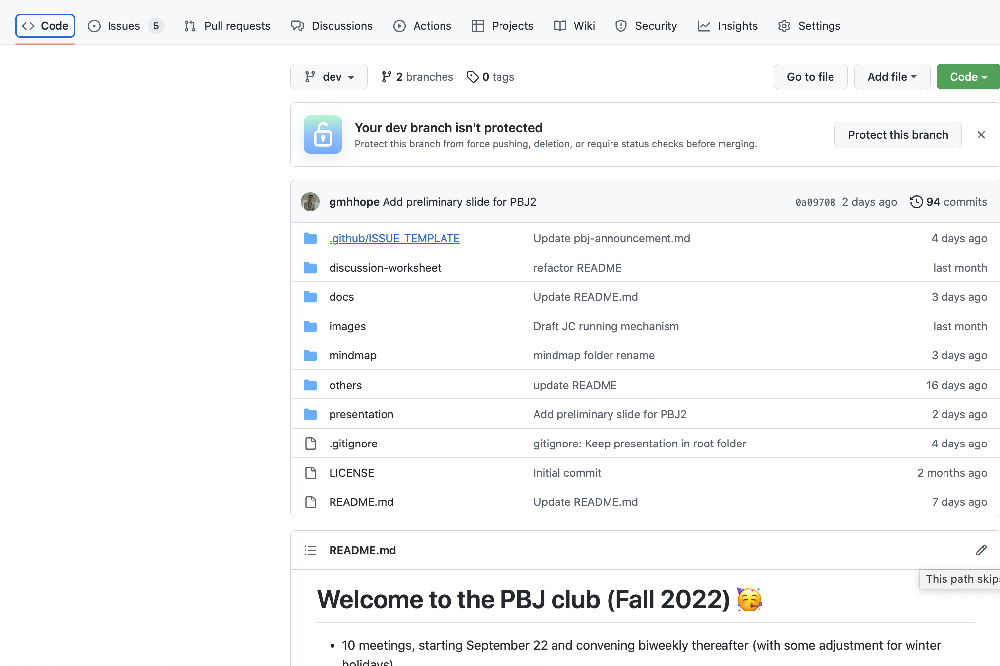 Code Issues 5 Pull requests Discussions Actions Projects Wiki Security Insights Settings
dev 2 branches 0 tags Go to file Add file Code
Your dev branch isn't protected
Protect this branch from force pushing, deletion, or require status checks before merging.
Protect this branch
gmhhope Add preliminary slide for PBJ2 0a09708 2 days ago 94 commits
.github/ISSUE_TEMPLATE Update pbj-announcement.md 4 days ago
discussion-worksheet refactor README last month
docs Update README.md 3 days ago
images Draft JC running mechanism last month
mindmap mindmap folder rename 3 days ago
others update README 16 days ago
presentation Add preliminary slide for PBJ2 2 days ago
.gitignore gitignore: Keep presentation in root folder 4 days ago
LICENSE Initial commit 2 months ago
README.md Update README.md 7 days ago
README.md
This path skips
Welcome to the PBJ club (Fall 2022) 🥳
• 10 meetings, starting September 22 and convening biweekly thereafter (with some adjustment for winter
holidays)